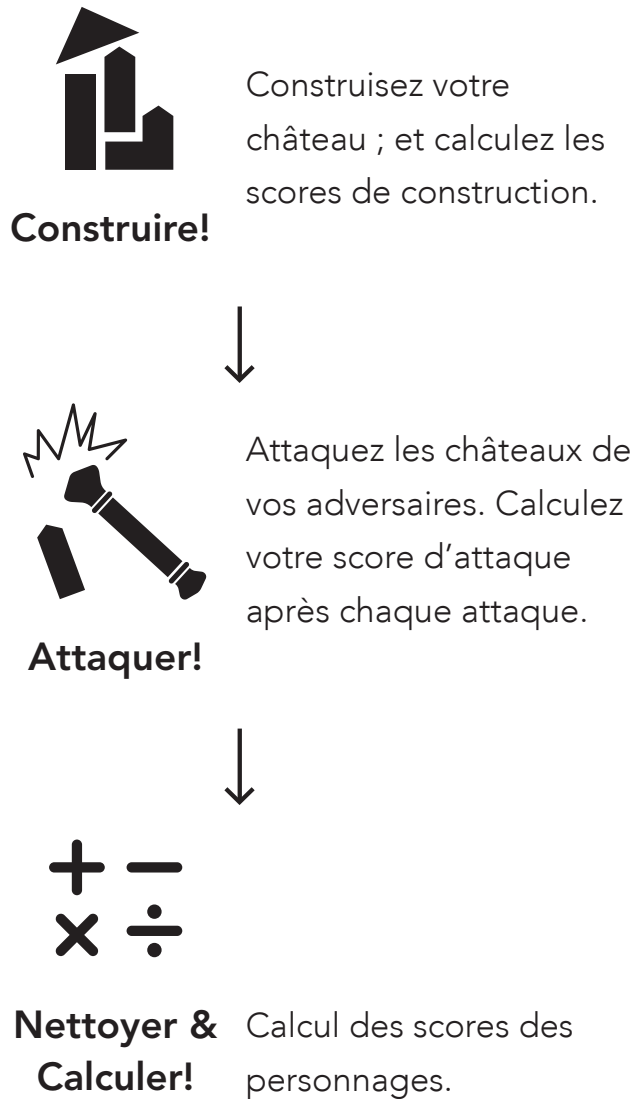 Construisez votre
château ; et calculez les
scores de construction.
Construire!
Attaquez les châteaux de
vos adversaires. Calculez
votre score d’attaque
après chaque attaque.
Attaquer!
Nettoyer &
Calculer!
Calcul des scores des
personnages.